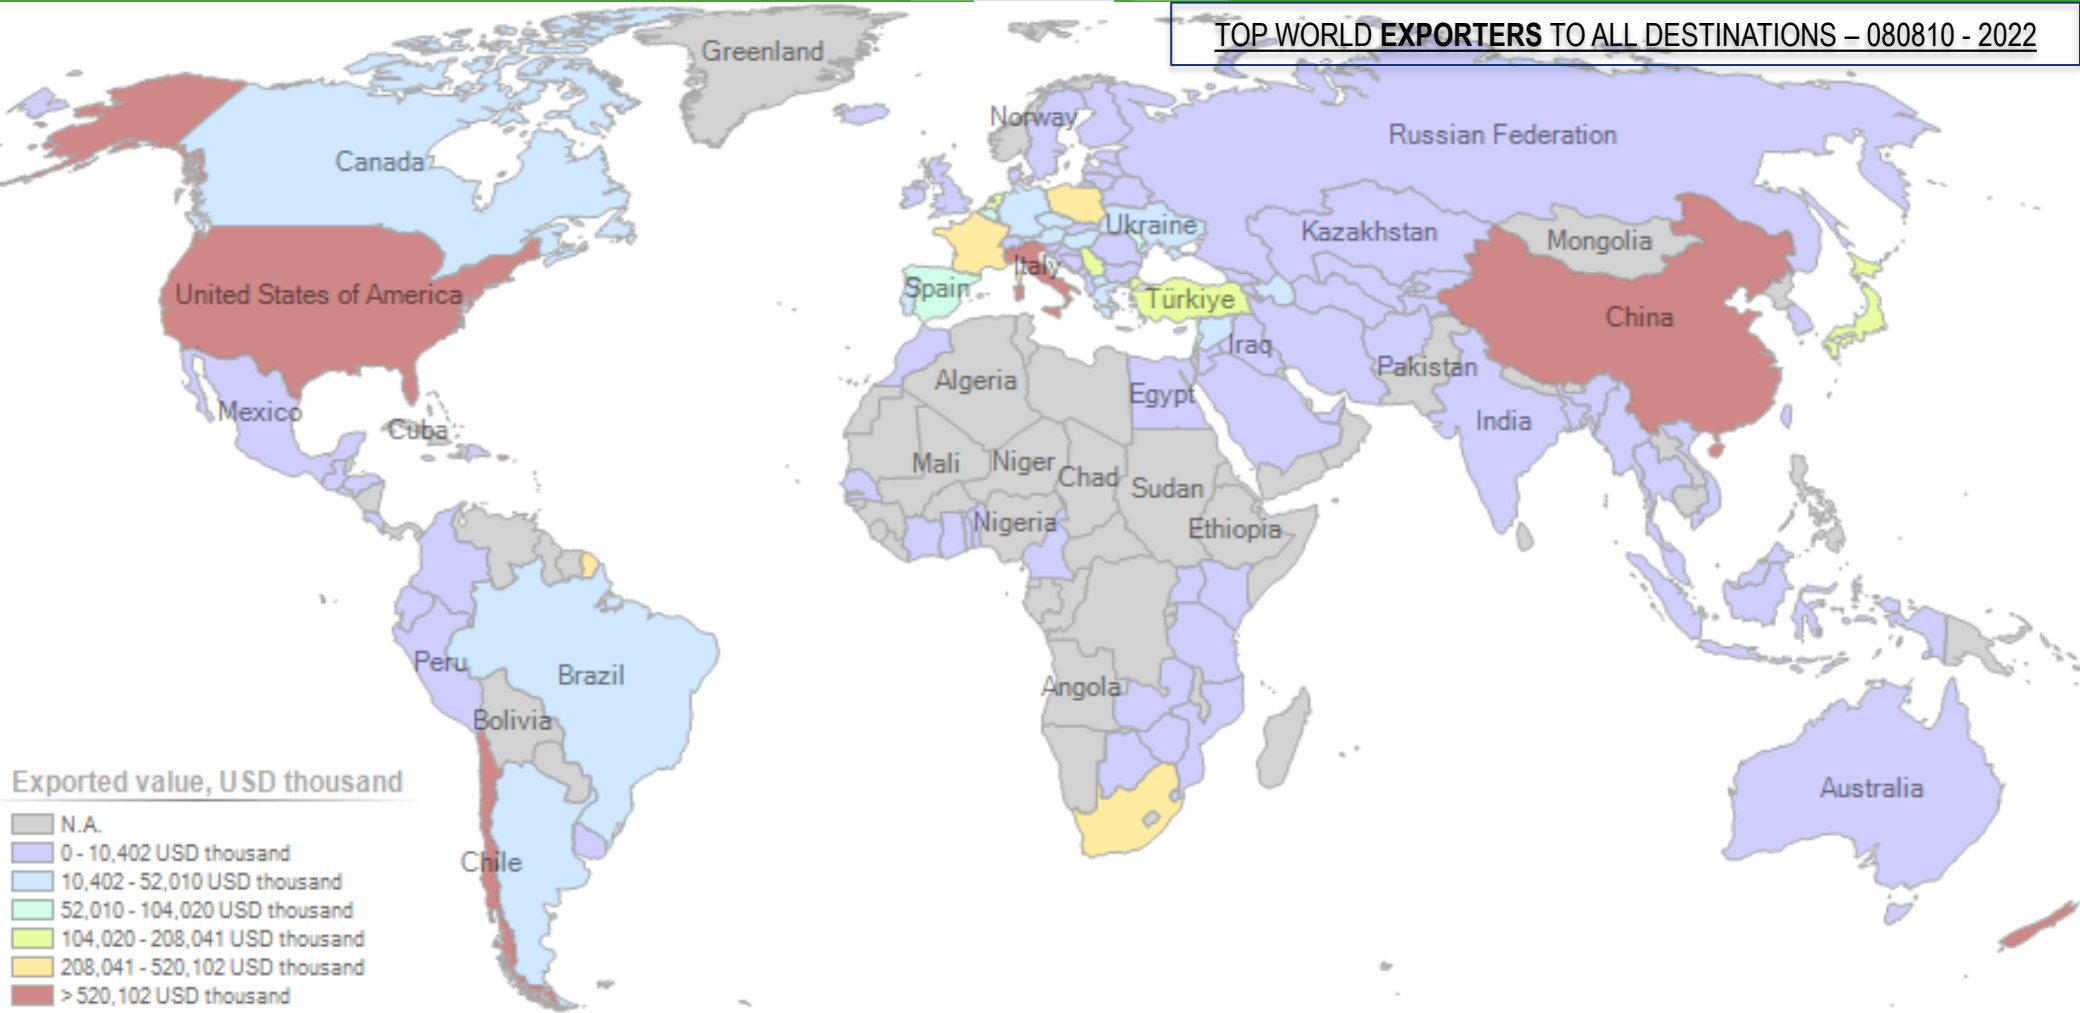 TOP WORLD EXPORTERS TO ALL DESTINATIONS – 080810 - 2022
Greenland
Norway
Russian Federation
Canada
Ukraine
Kazakhstan
Mongolia
Italy
United States of America
Spain
Türkiye
China
Iraq
Pakistan
Algeria
Egypt
Mexico
India
Cuba
Mali
Niger
Chad
Sudan
Nigeria
Ethiopia
Peru
Brazil
Angola
Bolivia
Australia
Chile
Exported value, USD thousand
N.A.
0 - 10,402 USD thousand
10,402 - 52,010 USD thousand
52,010 - 104,020 USD thousand
104,020 - 208,041 USD thousand
208,041 - 520,102 USD thousand
> 520,102 USD thousand